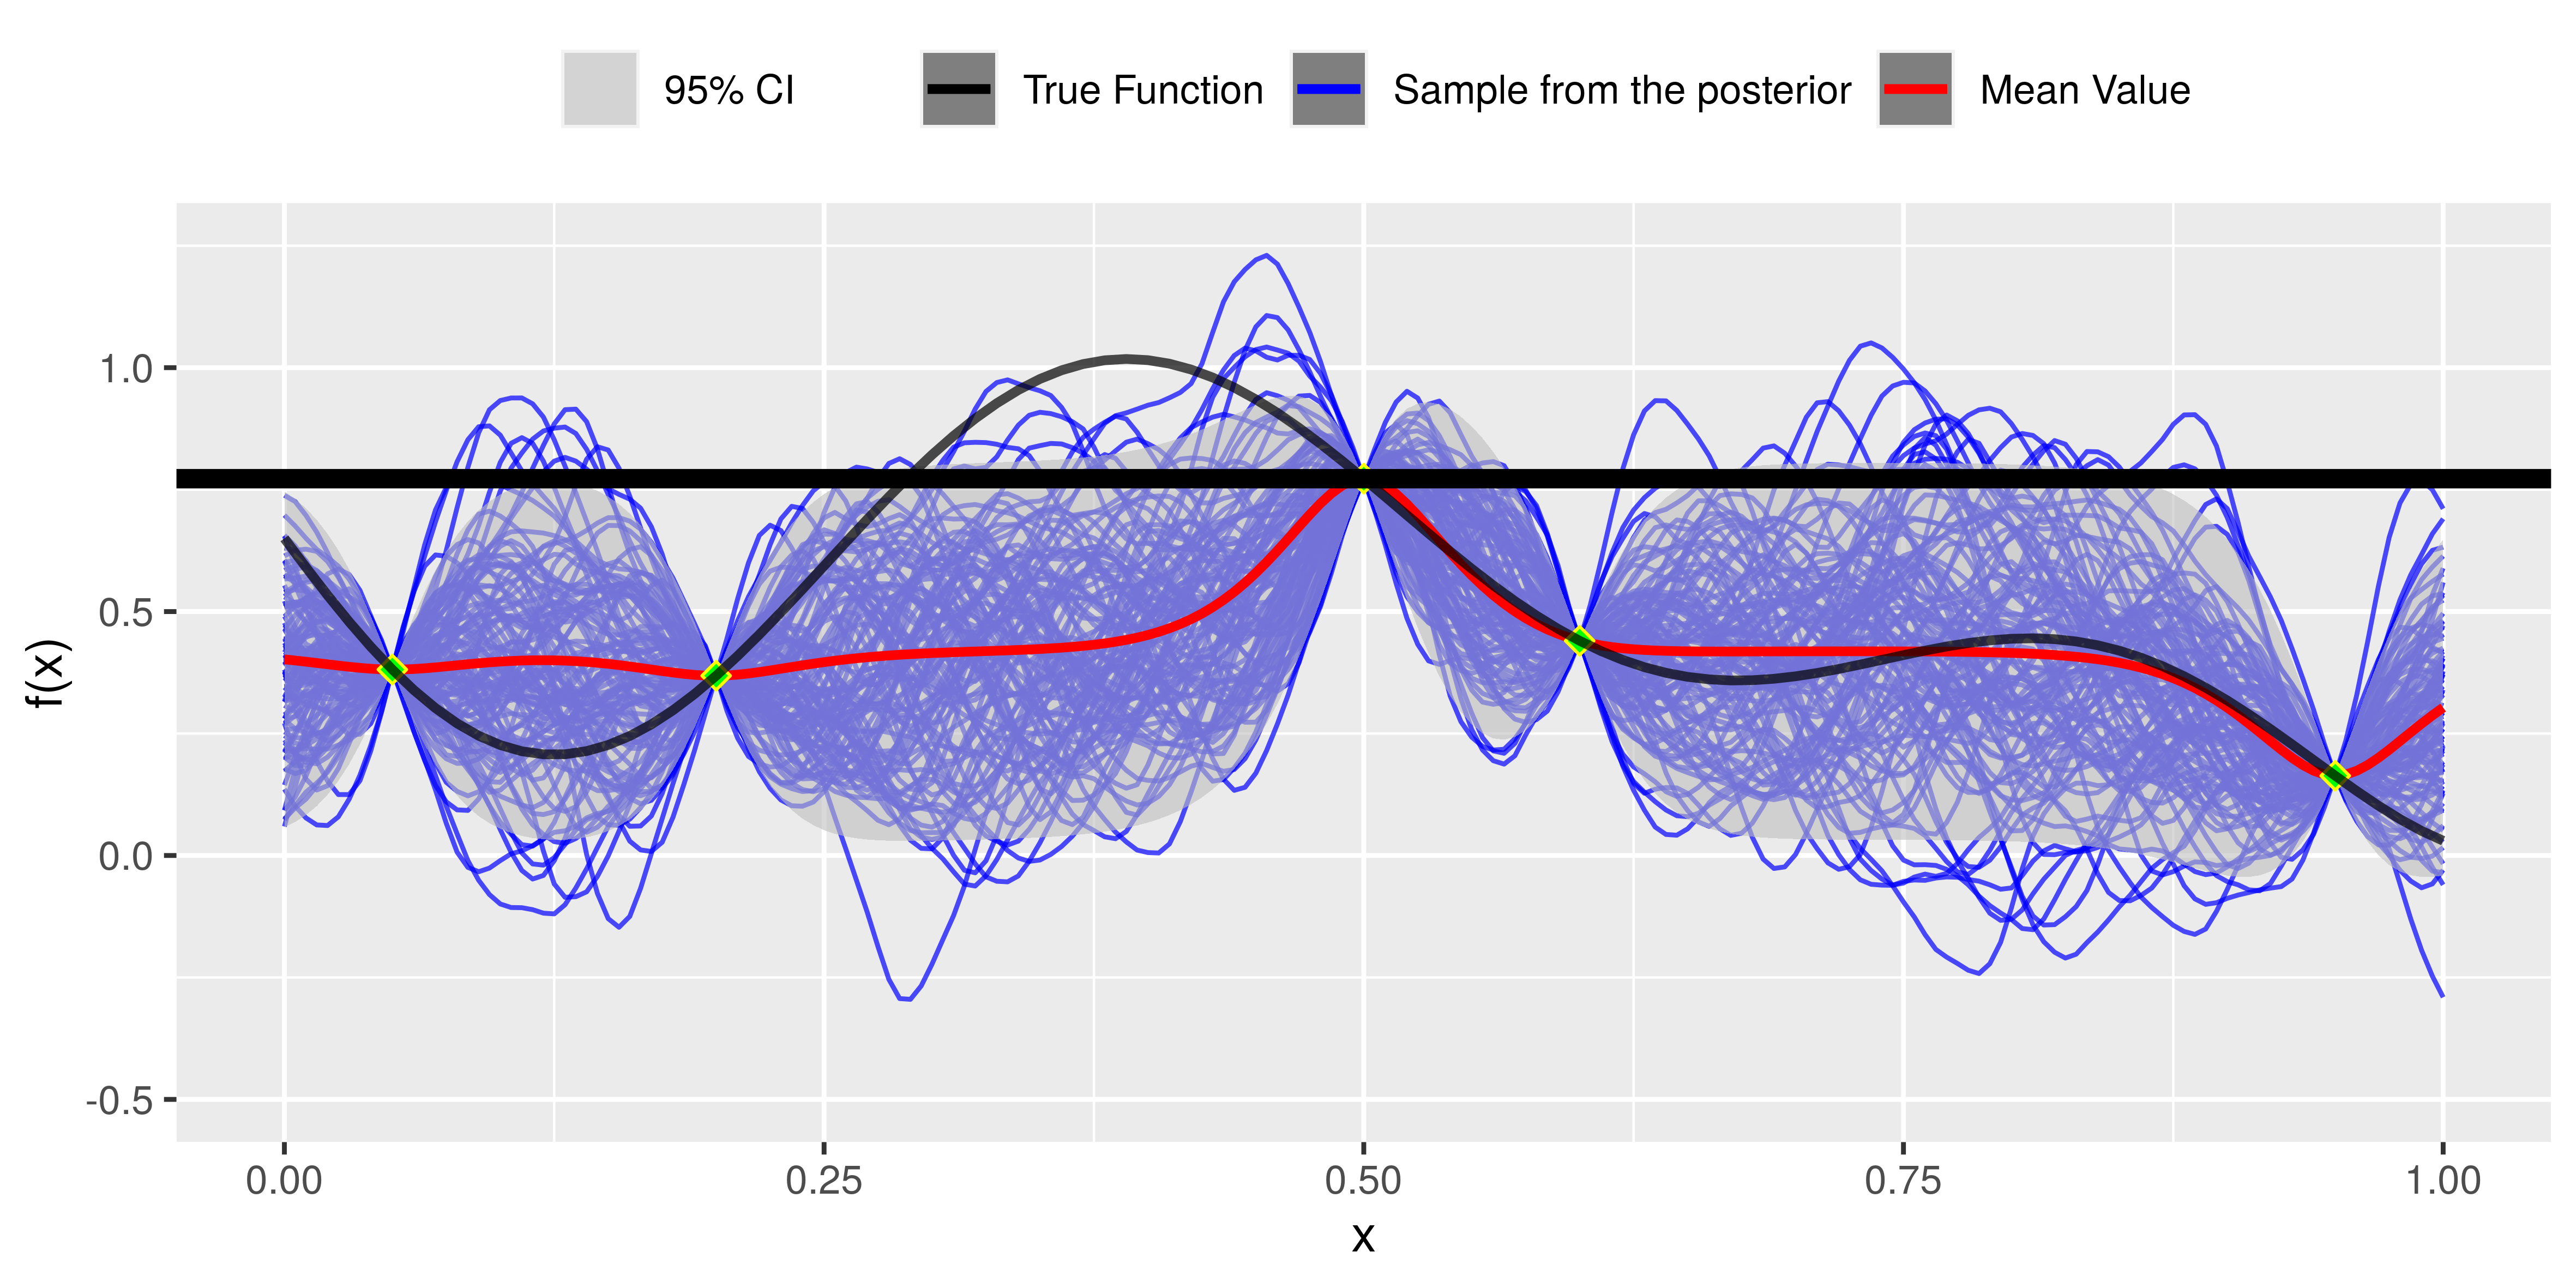 95% CI True Function Sample from the posterior Mean Value
1.0
0.5
0.0
-0.5
f(x)
0.00 0.25 0.50 0.75 1.00
x